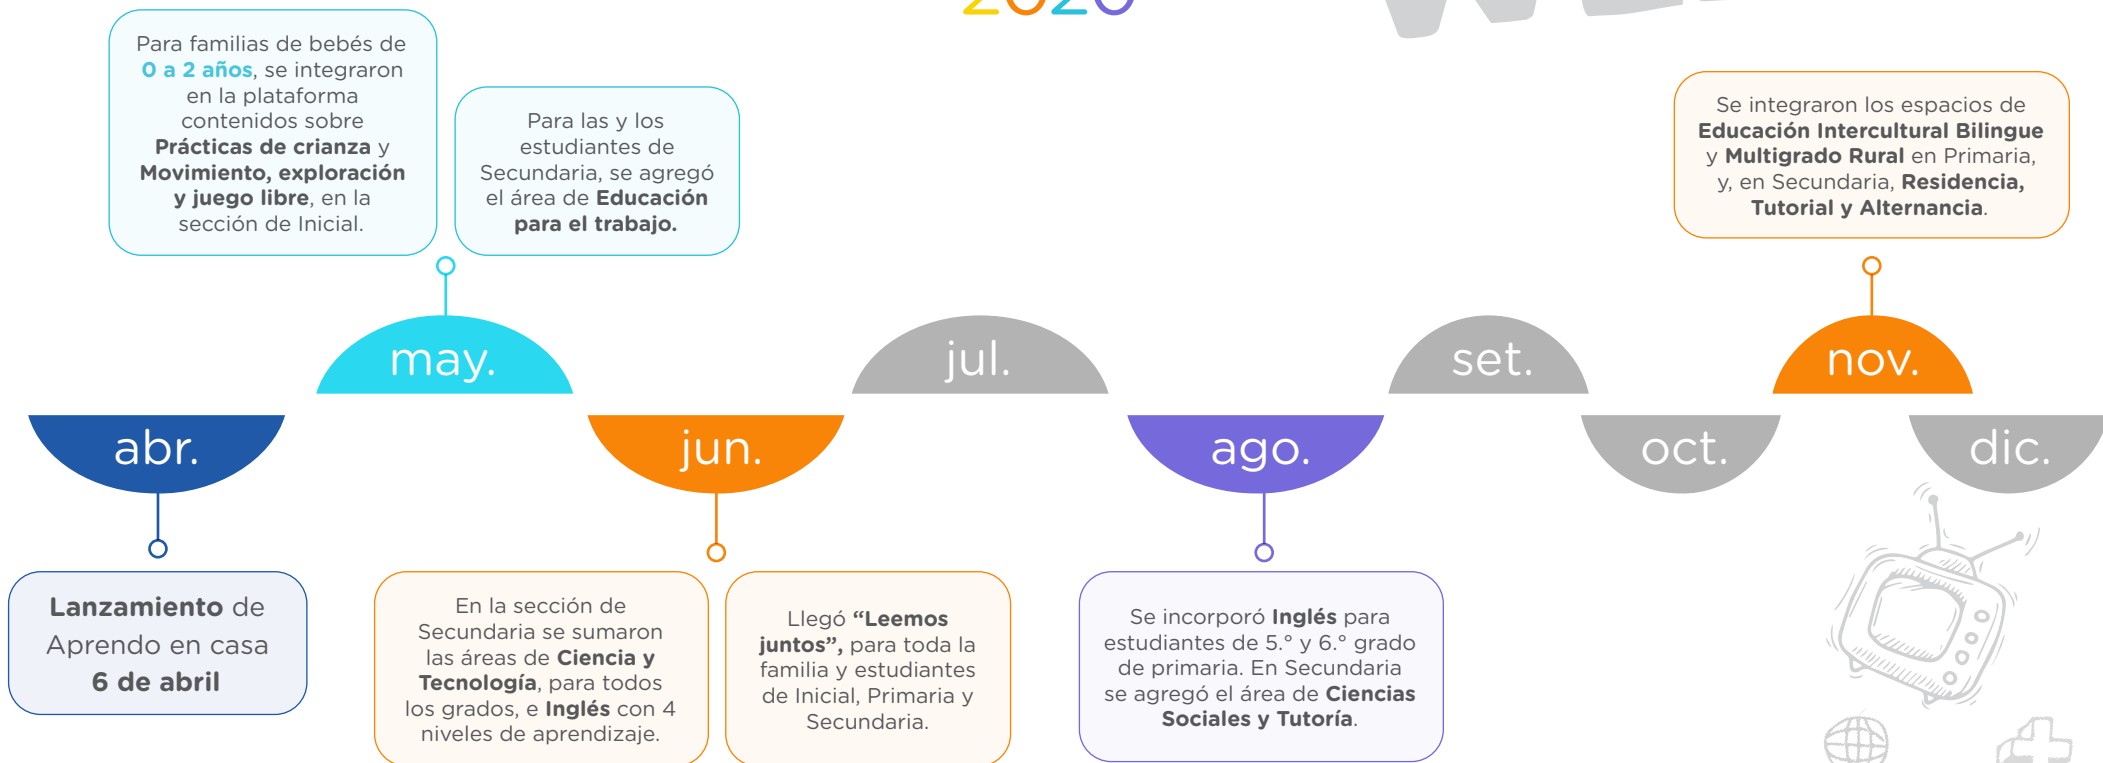 2020
Para familias de bebés de
0 a 2 años, se integraron
en la plataforma
contenidos sobre
Prácticas de crianza y
Movimiento, exploración
y juego libre, en la
sección de Inicial.
Para las y los
estudiantes de
Secundaria, se agregó
el área de Educación
para el trabajo.
Se integraron los espacios de
Educación Intercultural Bilingue
y Multigrado Rural en Primaria,
y, en Secundaria, Residencia,
Tutorial y Alternancia.
may.
jul.
set.
nov.
abr.
jun.
ago.
oct.
dic.
Lanzamiento de
Aprendo en casa
6 de abril
En la sección de
Secundaria se sumaron
las áreas de Ciencia y
Tecnología, para todos
los grados, e Inglés con 4
niveles de aprendizaje.
Llegó “Leemos
juntos”, para toda la
familia y estudiantes
de Inicial, Primaria y
Secundaria.
Se incorporó Inglés para
estudiantes de 5.° y 6.° grado
de primaria. En Secundaria
se agregó el área de Ciencias
Sociales y Tutoría.